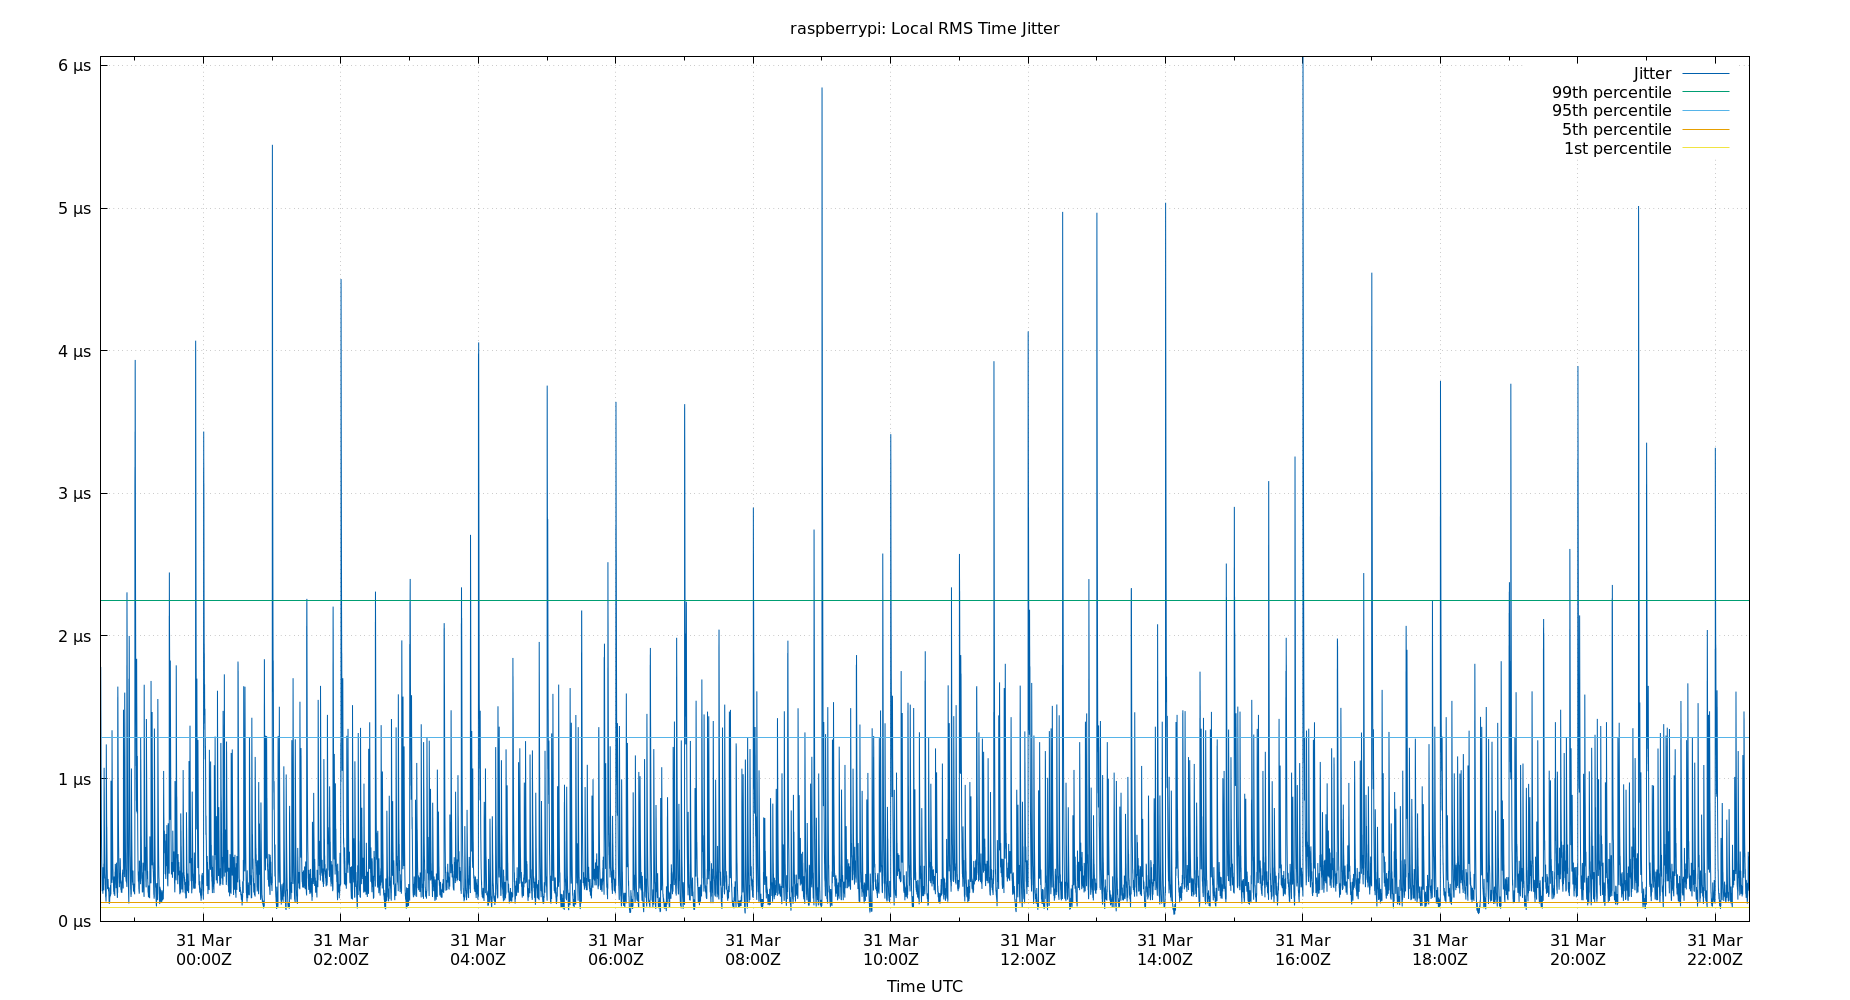 raspberrypi: Local RMS Time Jitter
6 µs
5 µs
4 µs
3 µs
2 µs
1 µs
0 µs
Jitter
99th percentile
95th percentile
5th percentile
1st percentile
31 Mar
00:00Z
31 Mar
02:00Z
31 Mar
04:00Z
31 Mar
06:00Z
31 Mar
08:00Z
31 Mar
10:00Z
31 Mar
12:00Z
31 Mar
14:00Z
31 Mar
16:00Z
31 Mar
18:00Z
31 Mar
20:00Z
31 Mar
22:00Z
Time UTC